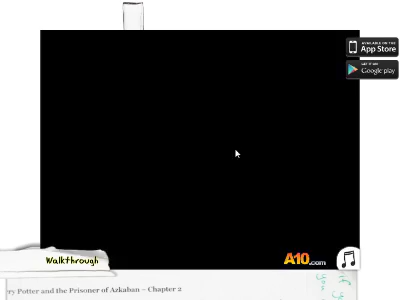 AVAILABLE ON THE
App Store
GET IT ON
Google play
Walkthrough
A10.com
ry Potter and the Prisoner of Azkaban – Chapter 2